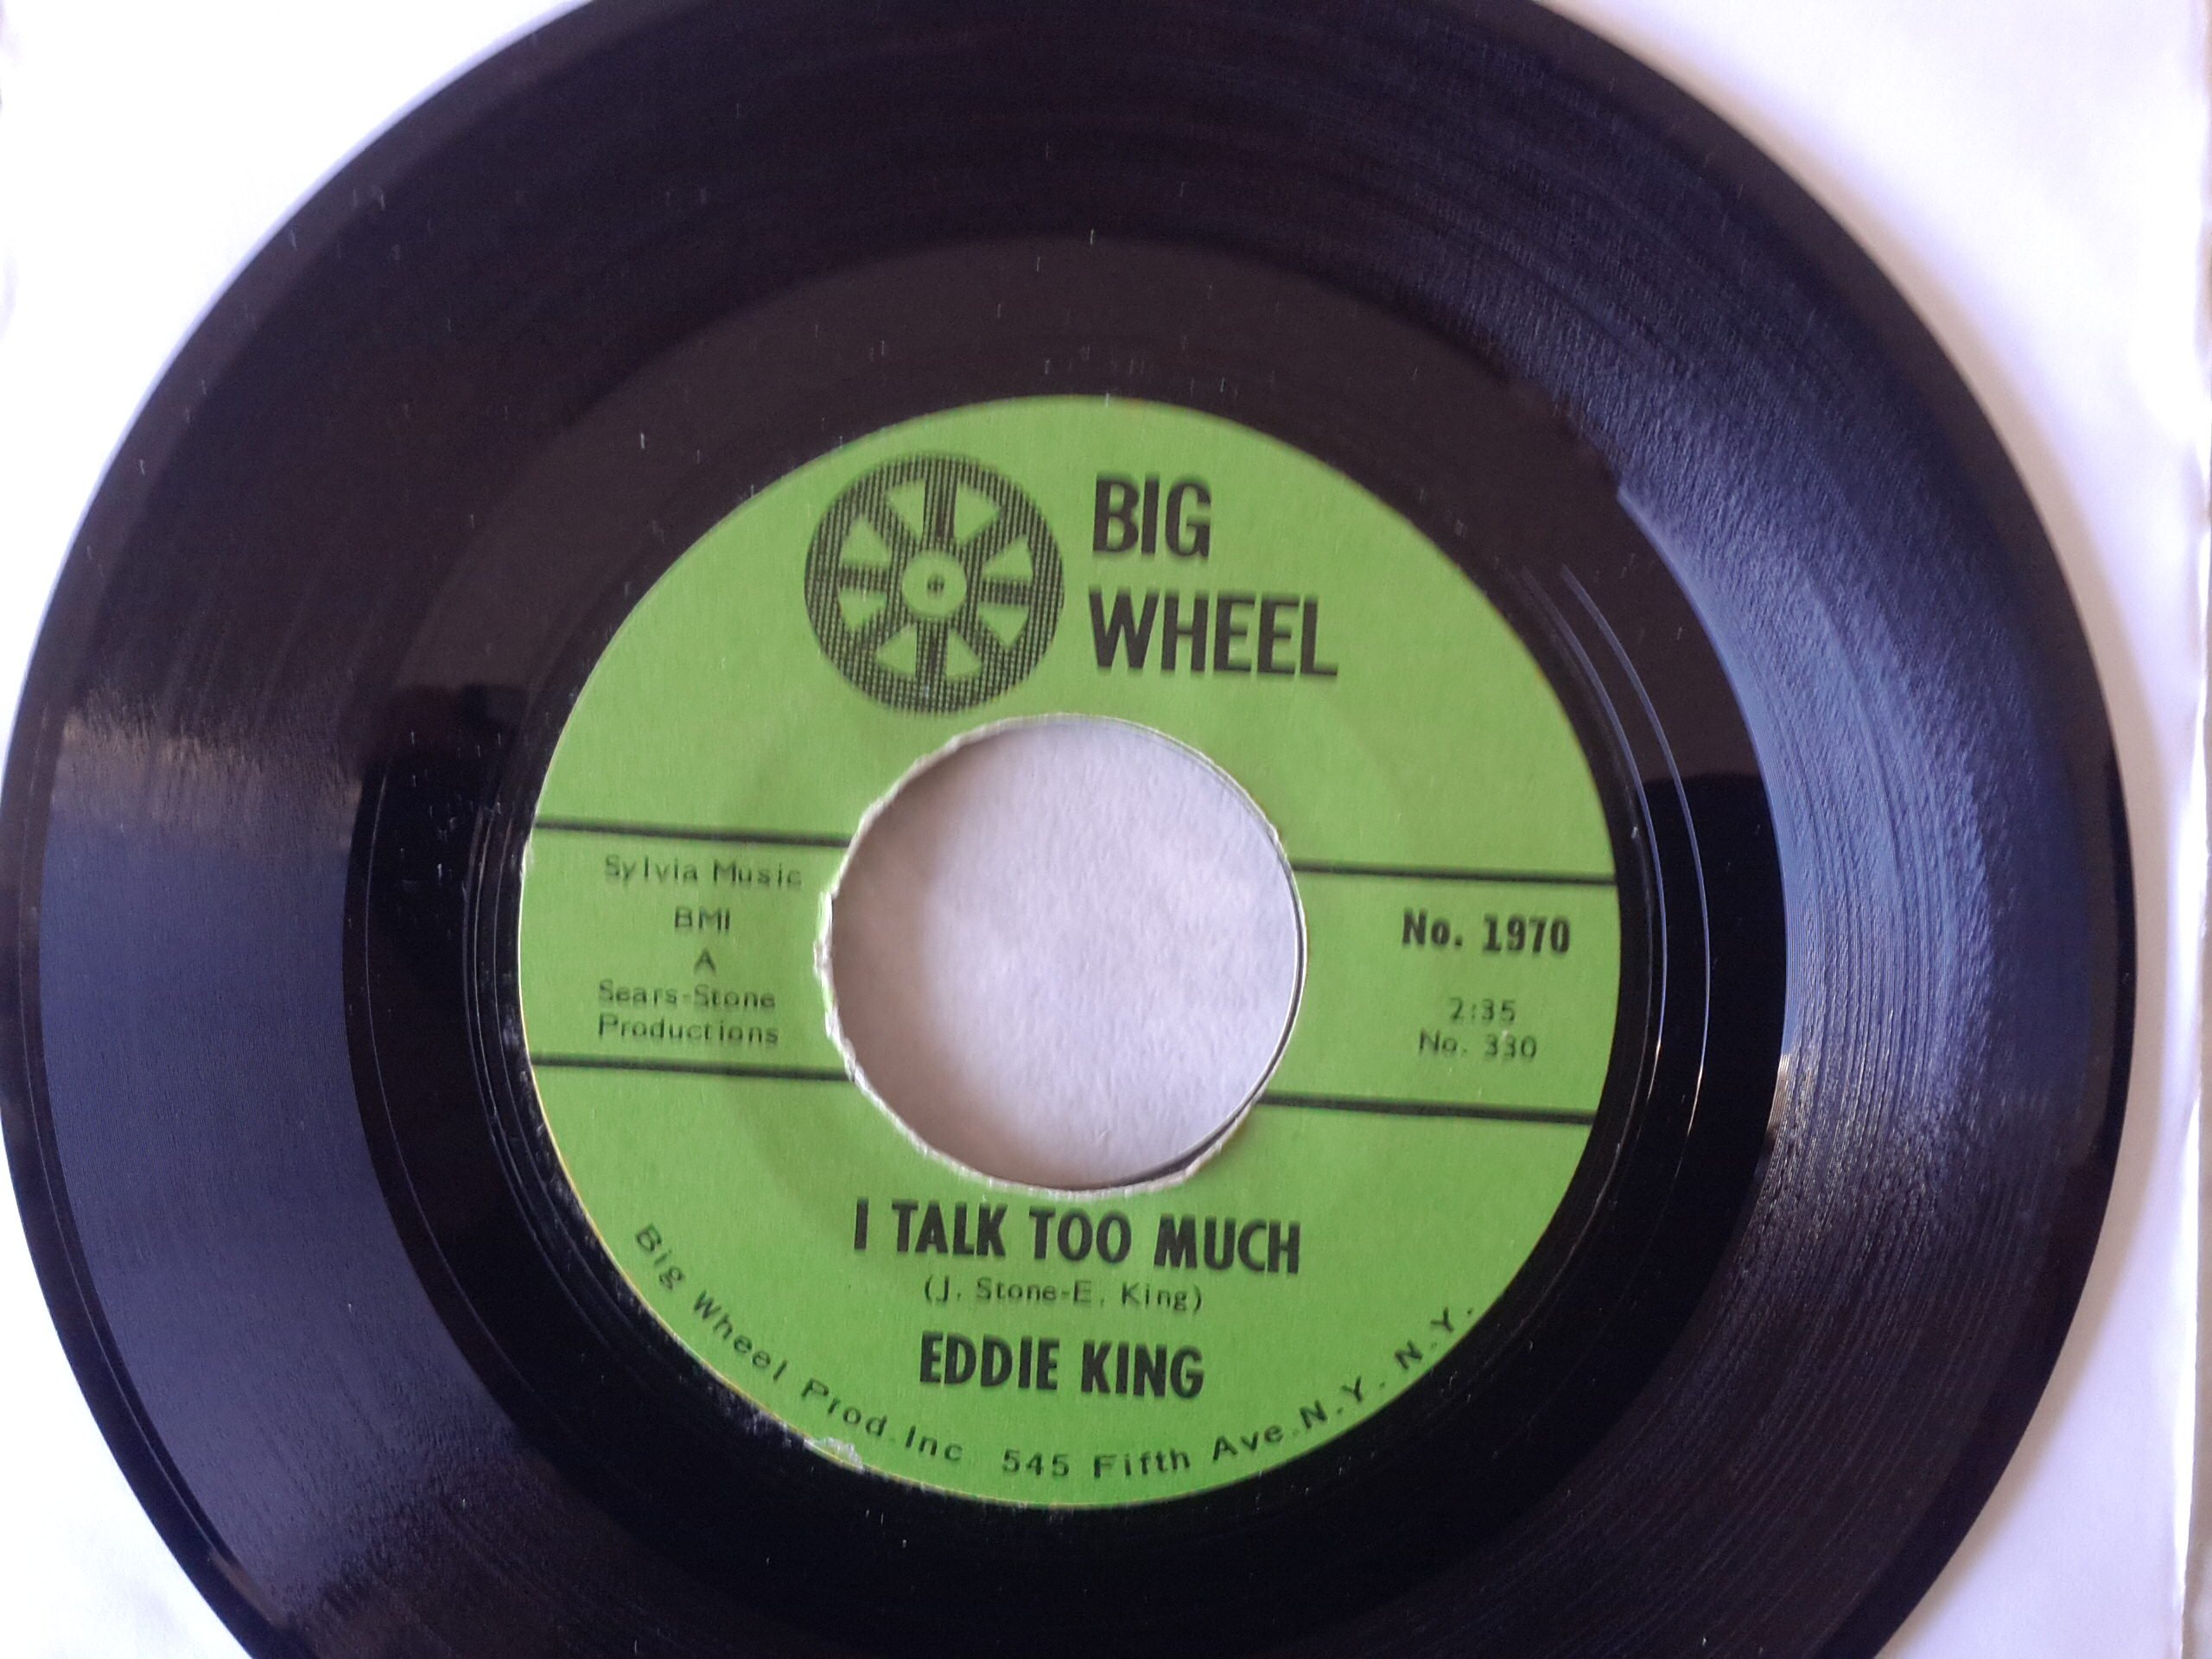 BIG
WHEEL
Sylvia Music
BMI
A
Sears-Stone
Productions
No. 1970
2:35
No. 330
I TALK TOO MUCH
(J. Stone-E. King)
EDDIE KING
Big Wheel Prod. Inc 545 Fifth Ave. N.Y. N.Y.